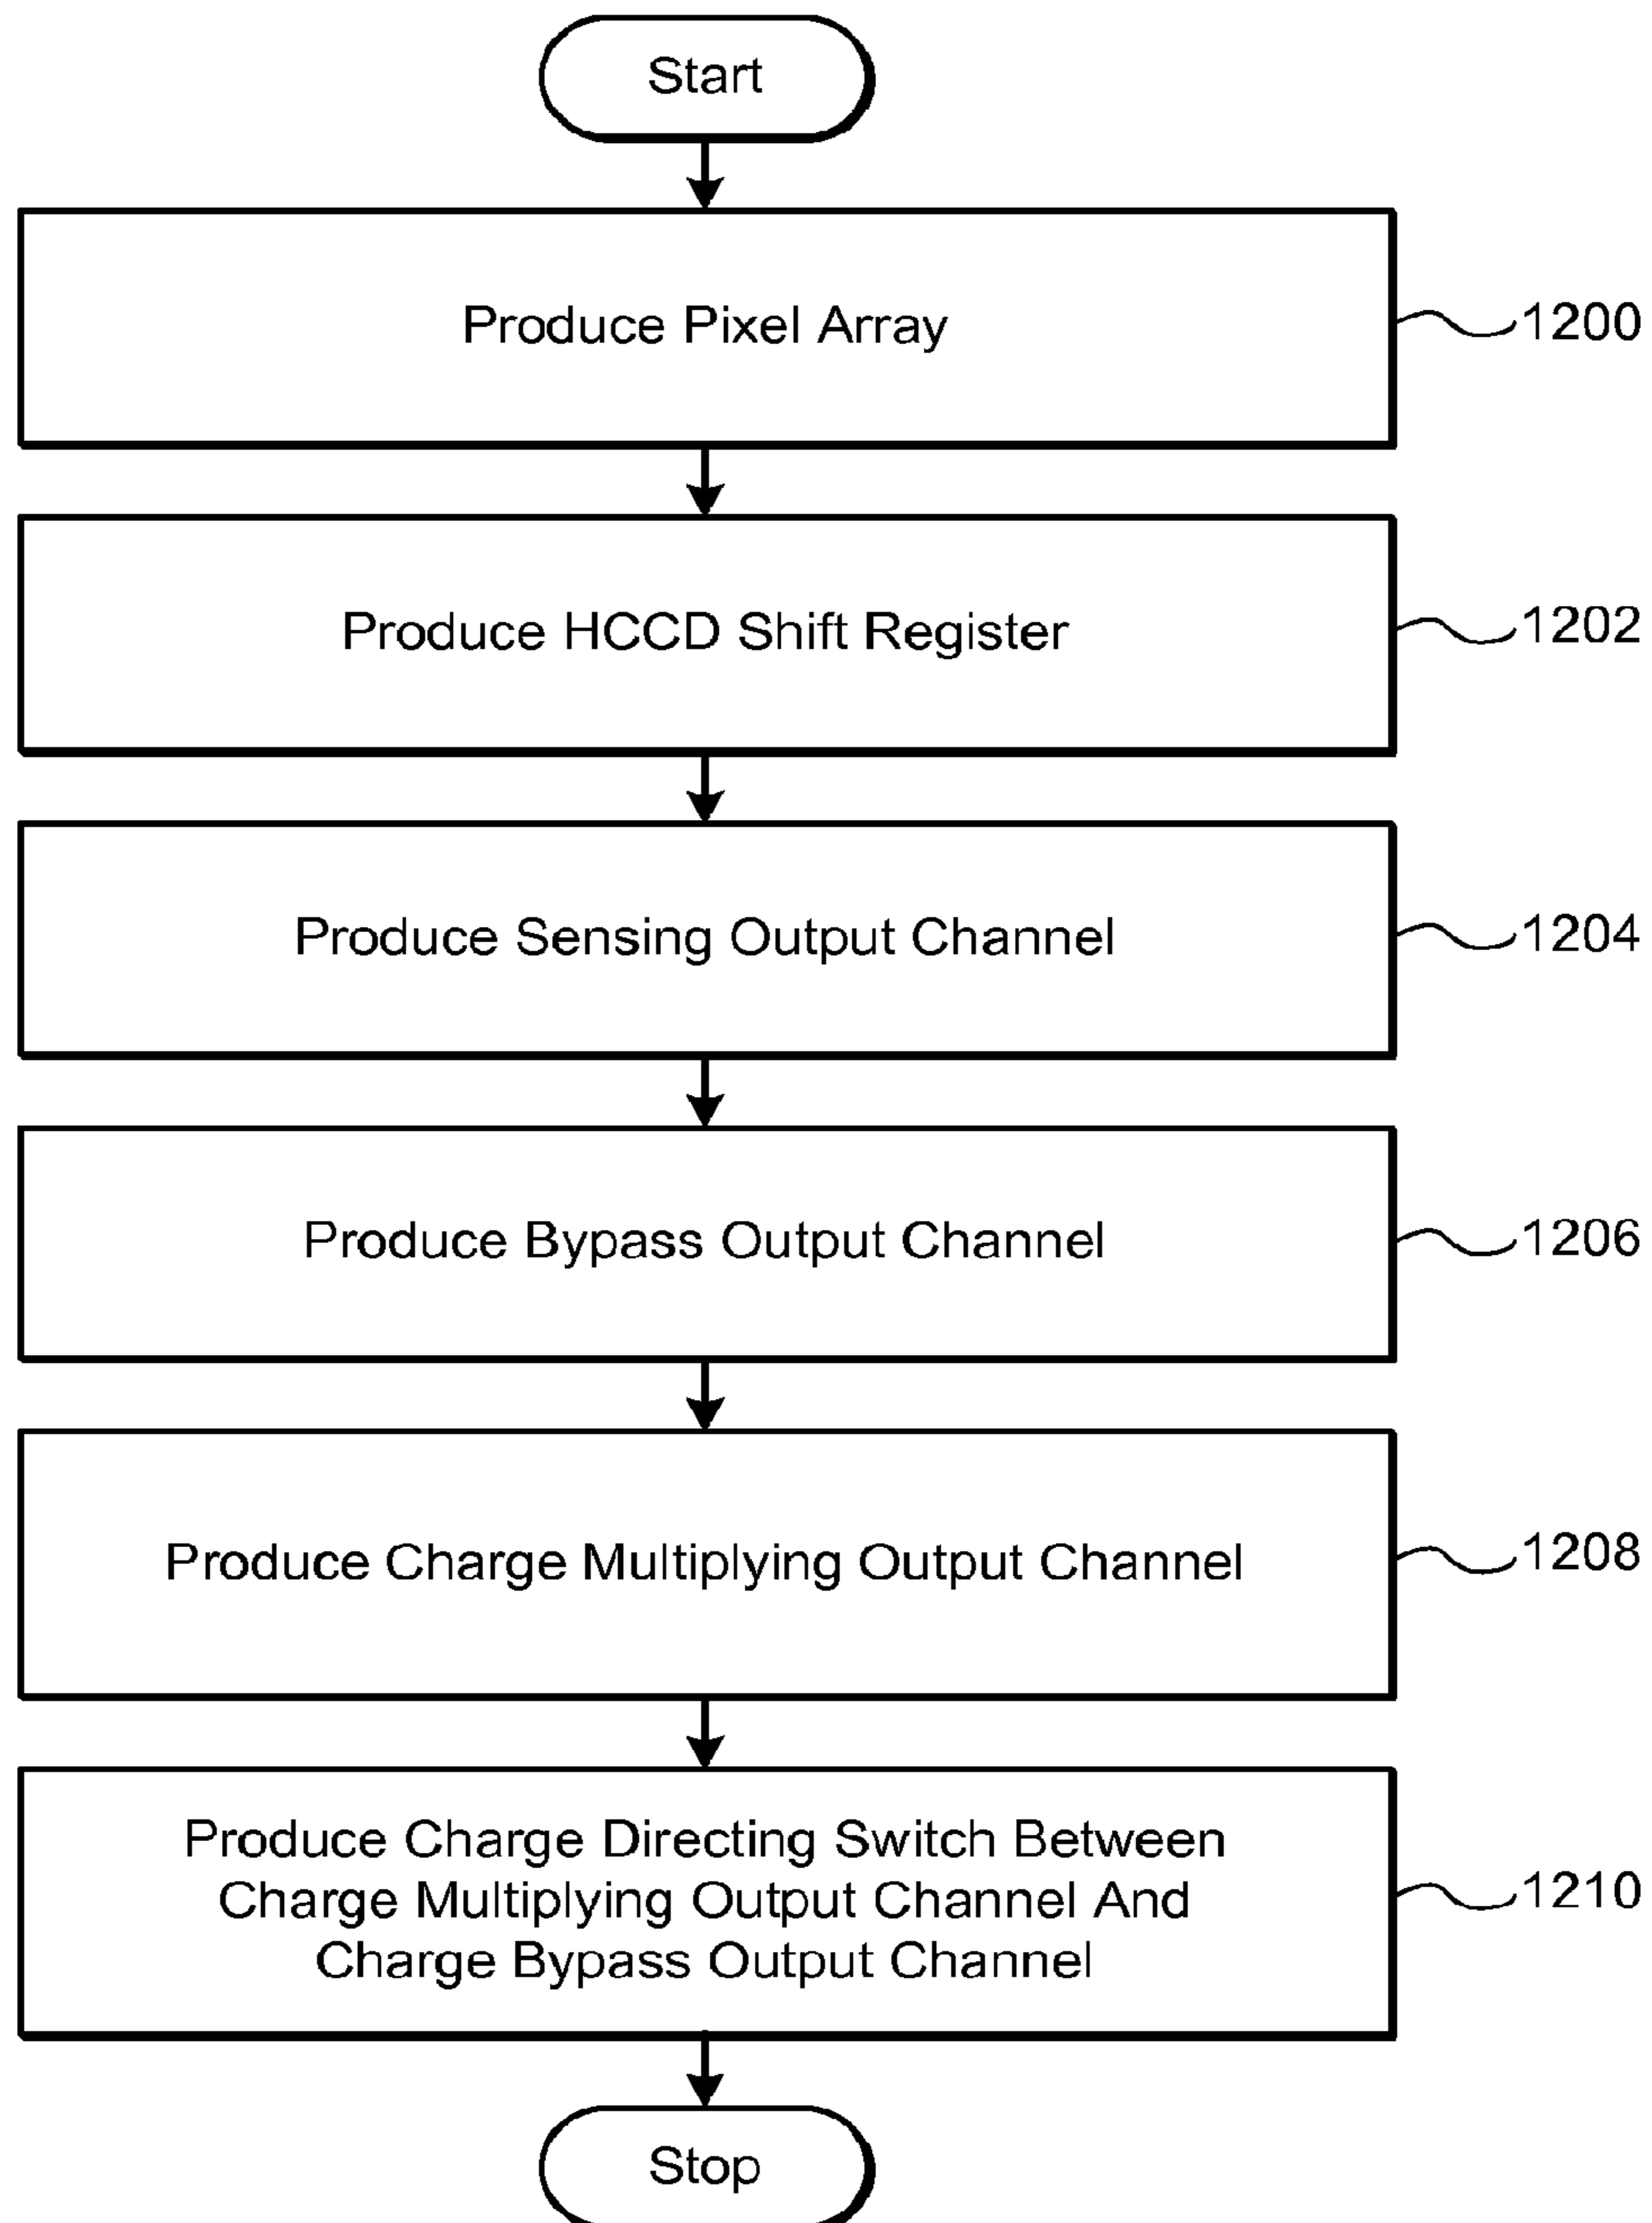 Start
Produce Pixel Array
1200
Produce HCCD Shift Register
1202
Produce Sensing Output Channel
1204
Produce Bypass Output Channel
1206
Produce Charge Multiplying Output Channel
1208
Produce Charge Directing Switch Between
Charge Multiplying Output Channel And
Charge Bypass Output Channel
1210
Stop